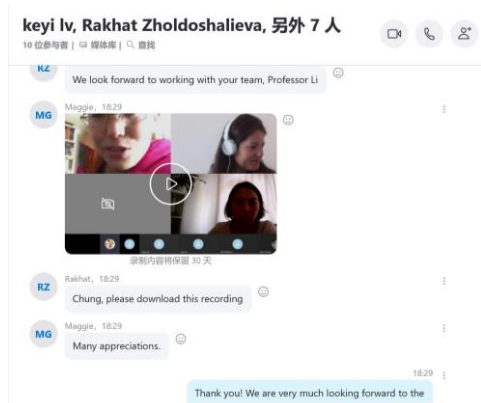 keyi lv, Rakhat Zholdoshalieva, 另外 7 人
10 位参与者 | 媒体库 | 查找
RZ
We look forward to working with your team, Professor Li
Maggie, 18:29
MG
录制内容将保留 30 天
Rakhat, 18:29
RZ
Chung, please download this recording
Maggie, 18:29
MG
Many appreciations.
18:29
Thank you! We are very much looking forward to the